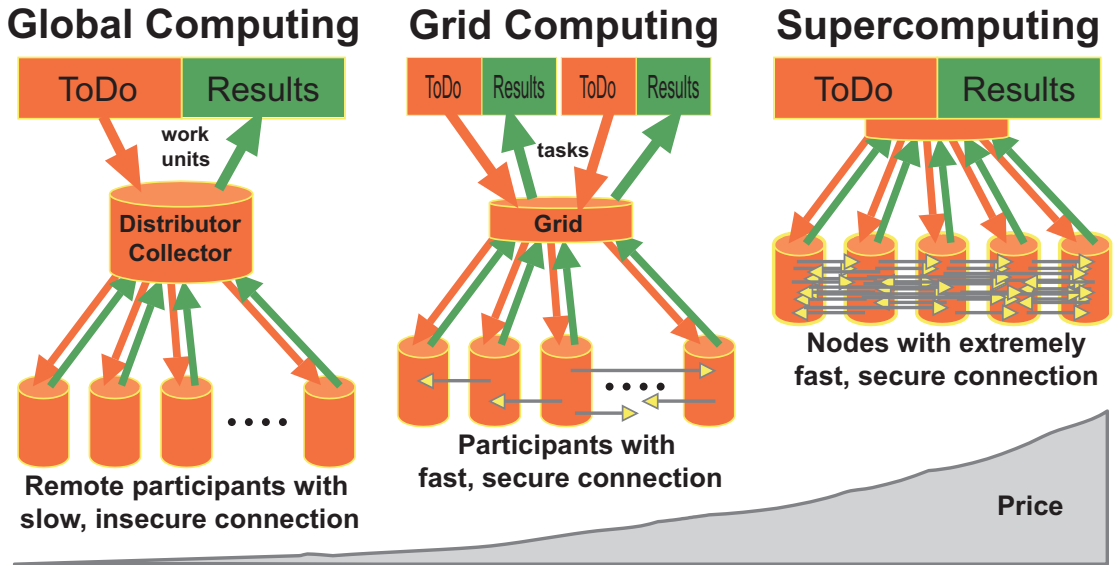 Global Computing
ToDo
Results
work
units
Distributor
Collector
Remote participants with
slow, insecure connection
Grid Computing
ToDo
Results
ToDo
Results
tasks
Grid
Participants with
fast, secure connection
Supercomputing
ToDo
Results
Nodes with extremely
fast, secure connection
Price